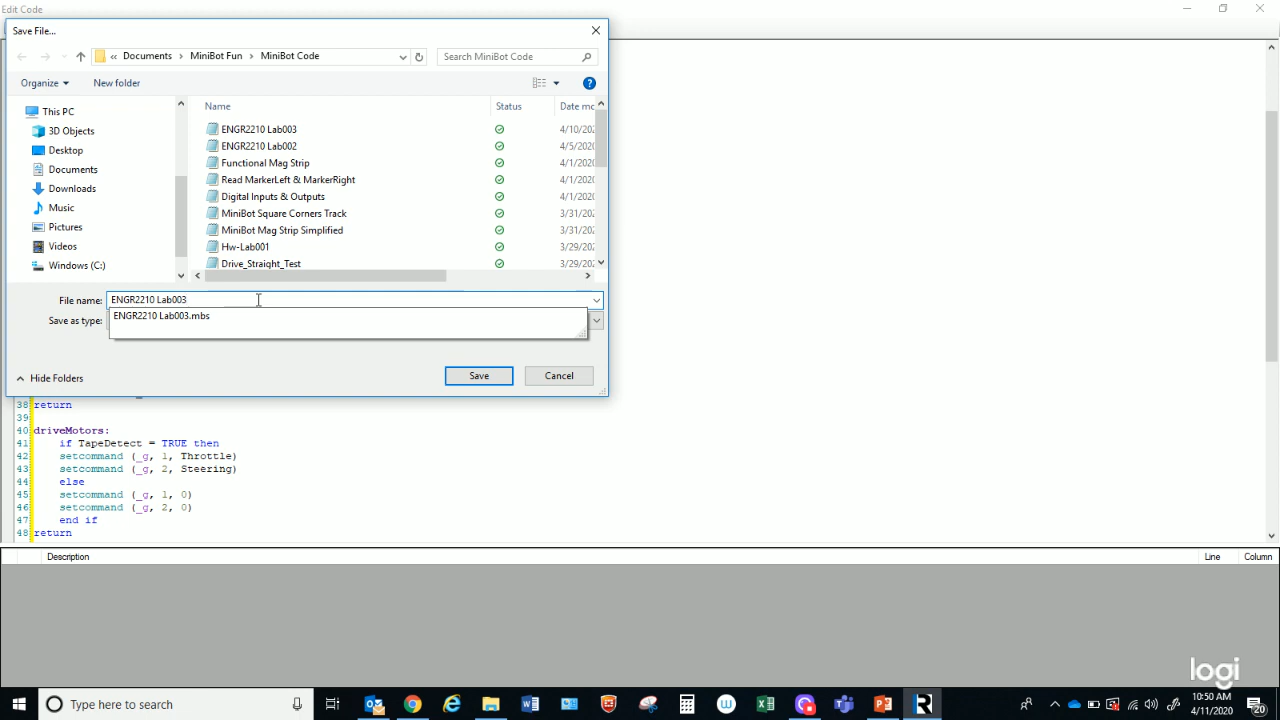 Edit Code
Save File...
« Documents > MiniBot Fun > MiniBot Code
Search MiniBot Code
Organize
New folder
This PC
3D Objects
Desktop
Documents
Downloads
Music
Pictures
Videos
Windows (C:)
Name Status Date mo
ENGR2210 Lab003 4/10/202
ENGR2210 Lab002 4/5/2020
Functional Mag Strip 4/1/2020
Read MarkerLeft & MarkerRight 4/1/2020
Digital Inputs & Outputs 4/1/2020
MiniBot Square Corners Track 3/31/202
MiniBot Mag Strip Simplified 3/31/202
Hw-Lab001 3/29/202
Drive_Straight_Test 3/29/202
File name: ENGR2210 Lab003
ENGR2210 Lab003.mbs
Save as type:
Hide Folders
Save
Cancel
38 return
39
40 driveMotors:
41 if TapeDetect = TRUE then
42 setcommand (_g, 1, Throttle)
43 setcommand (_g, 2, Steering)
44 else
45 setcommand (_g, 1, 0)
46 setcommand (_g, 2, 0)
47 end if
48 return
Description Line Column
logi
Type here to search
10:50 AM
4/11/2020
20